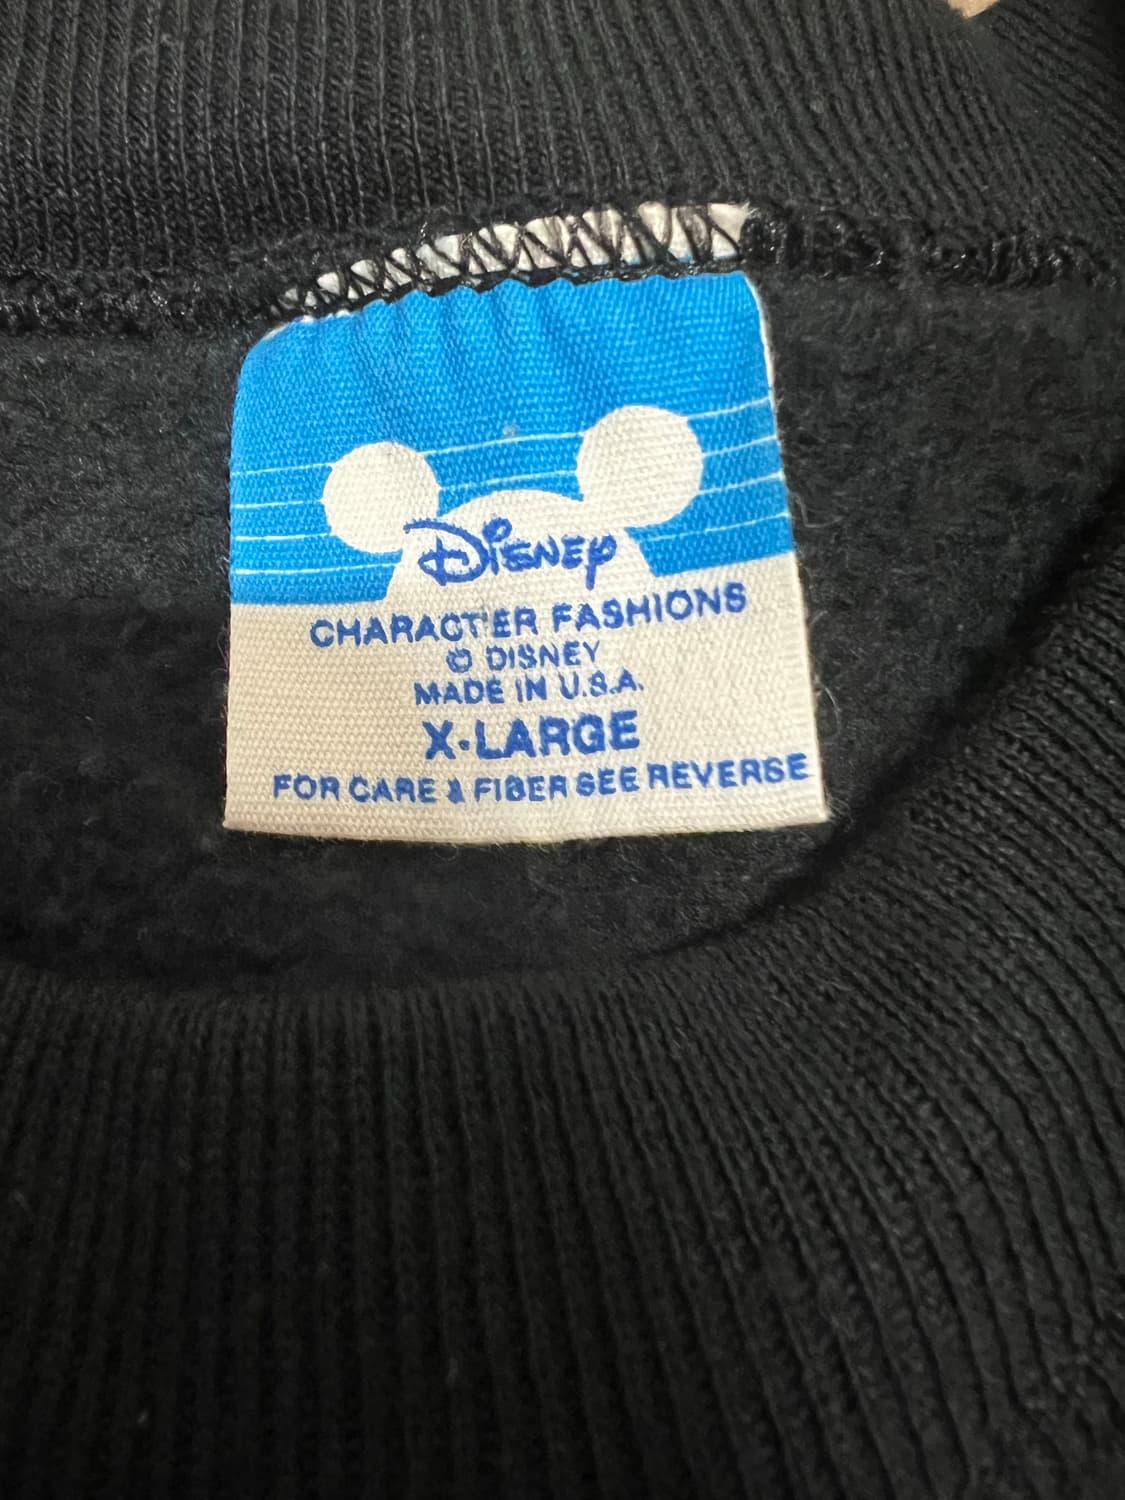 Disney
CHARACTER FASHIONS
© DISNEY
MADE IN U.S.A.
X-LARGE
FOR CARE & FIBER SEE REVERSE